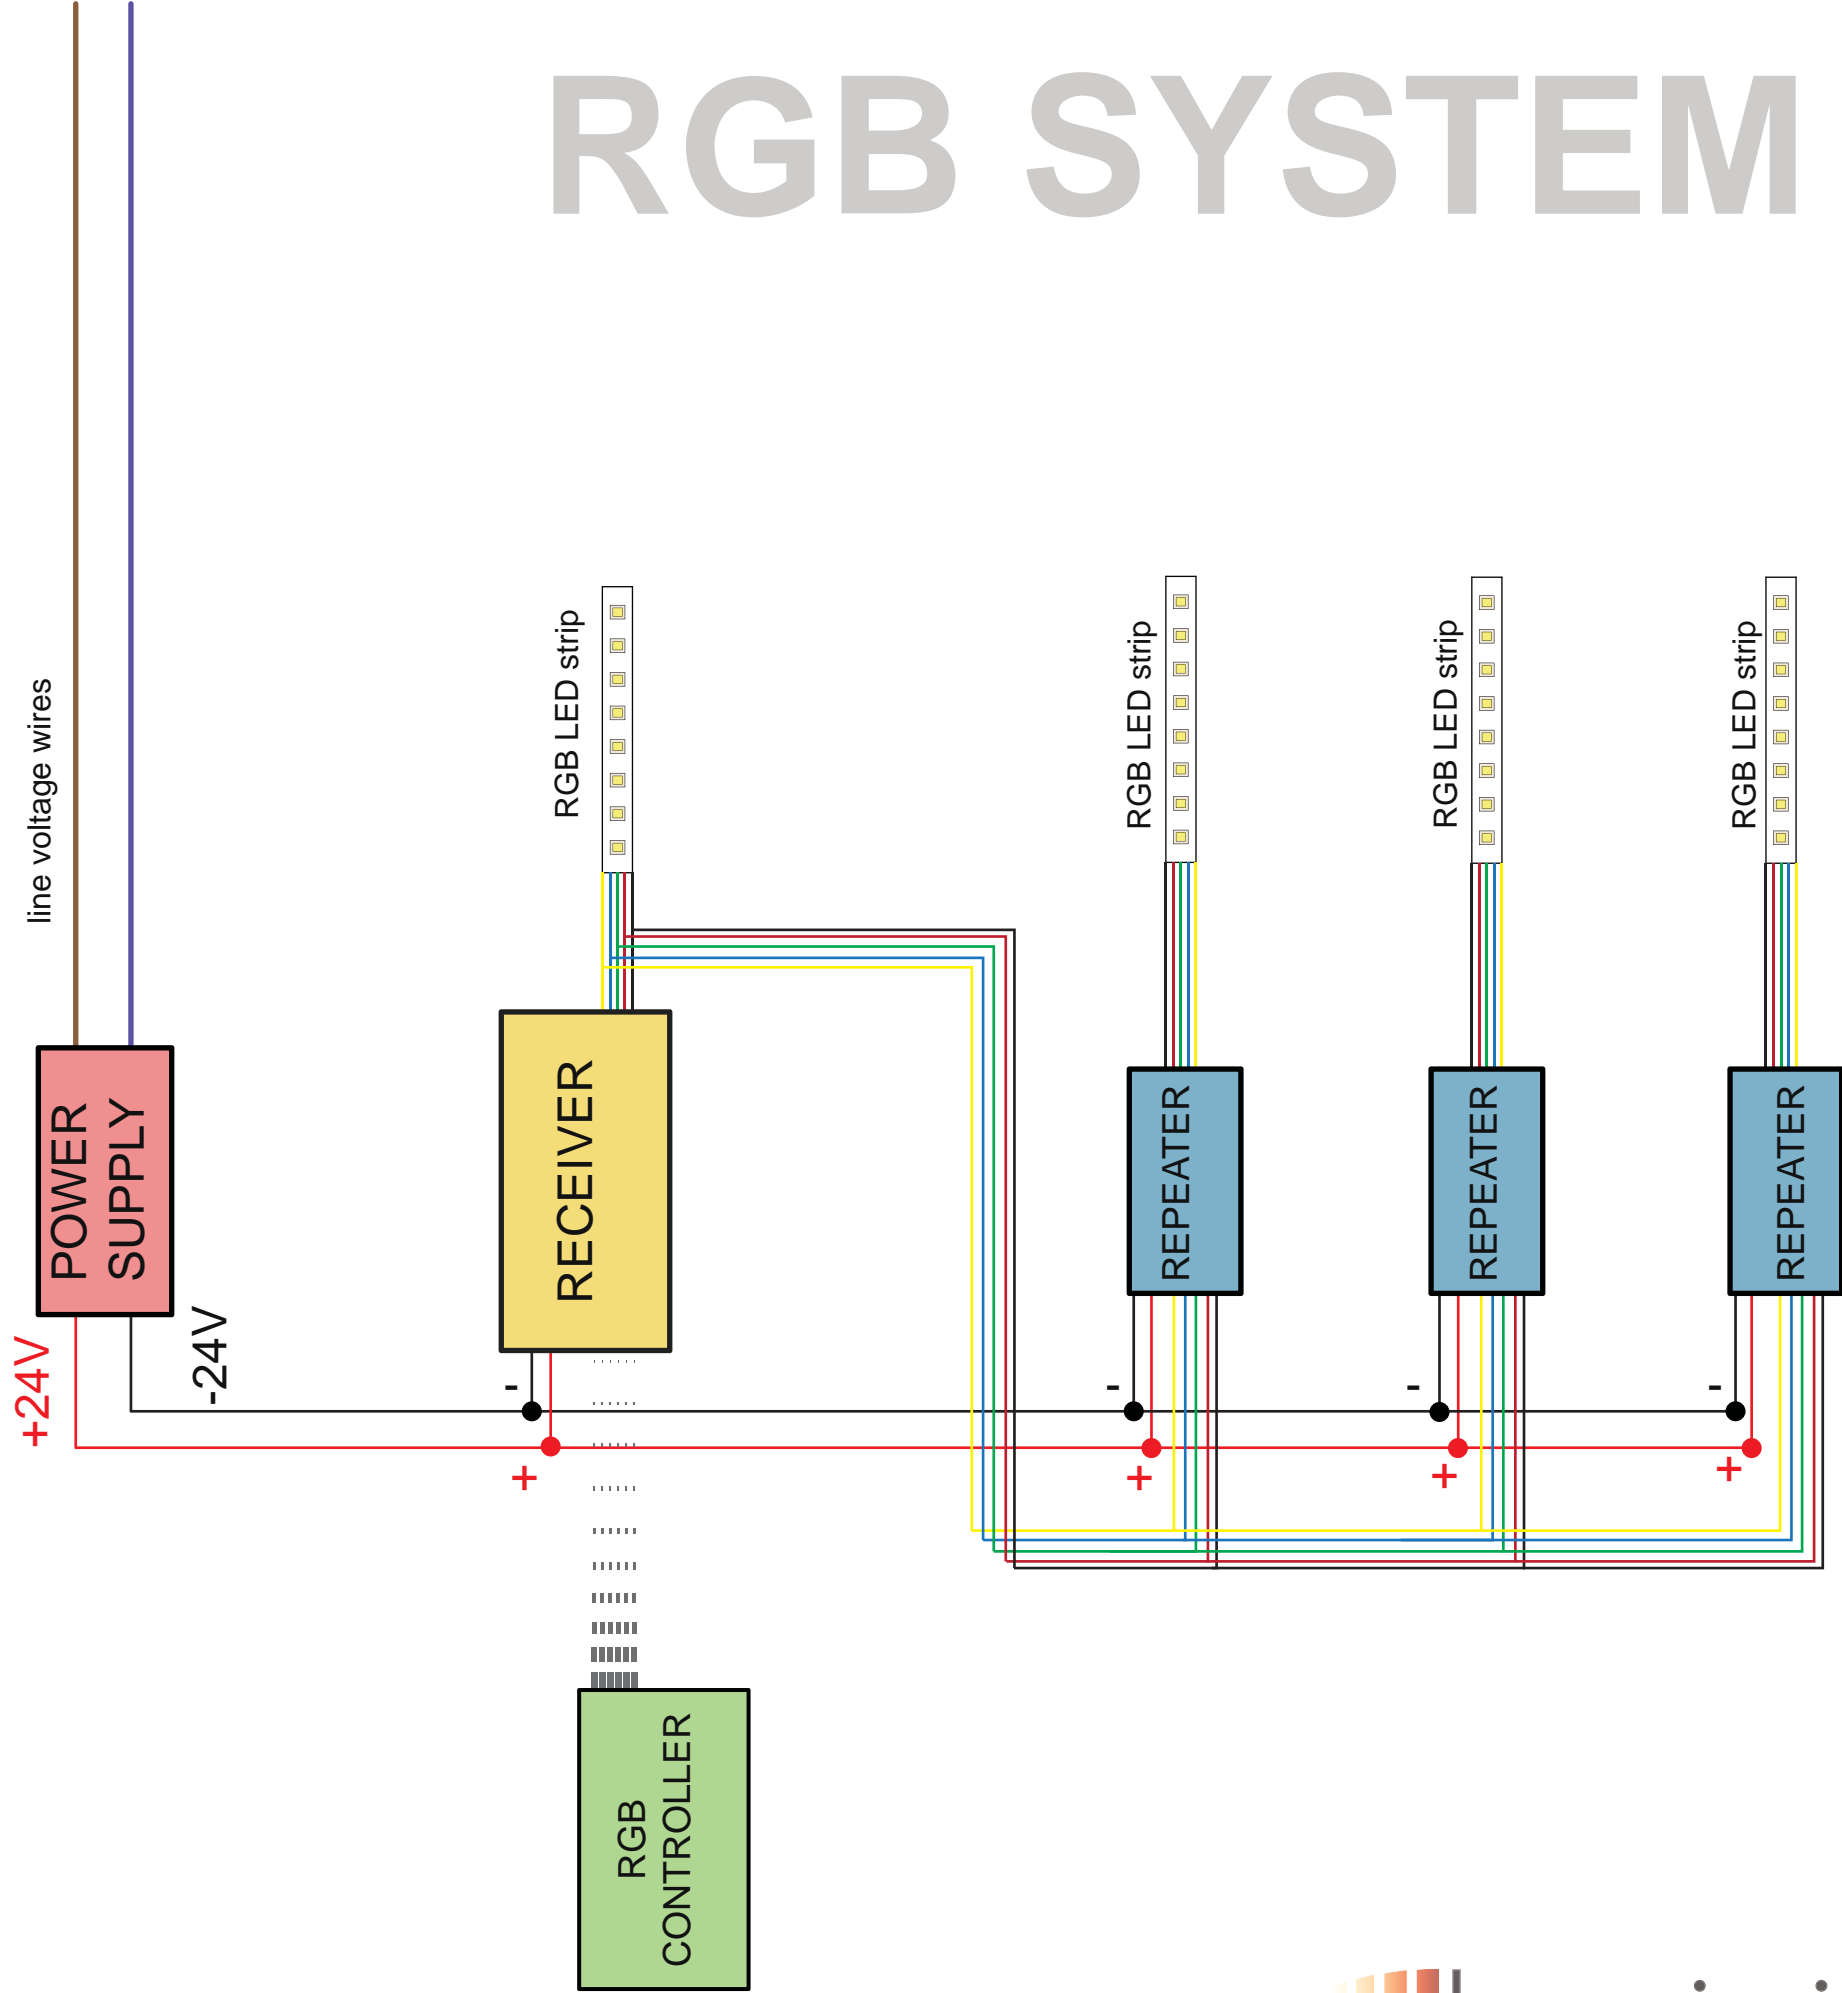 RGB SYSTEM
line voltage wires
RGB LED strip
RGB LED strip
RGB LED strip
RGB LED strip
POWER
SUPPLY
RECEIVER
REPEATER
REPEATER
REPEATER
+24V
-24V
-
-
-
-
+
+
+
+
RGB
CONTROLLER